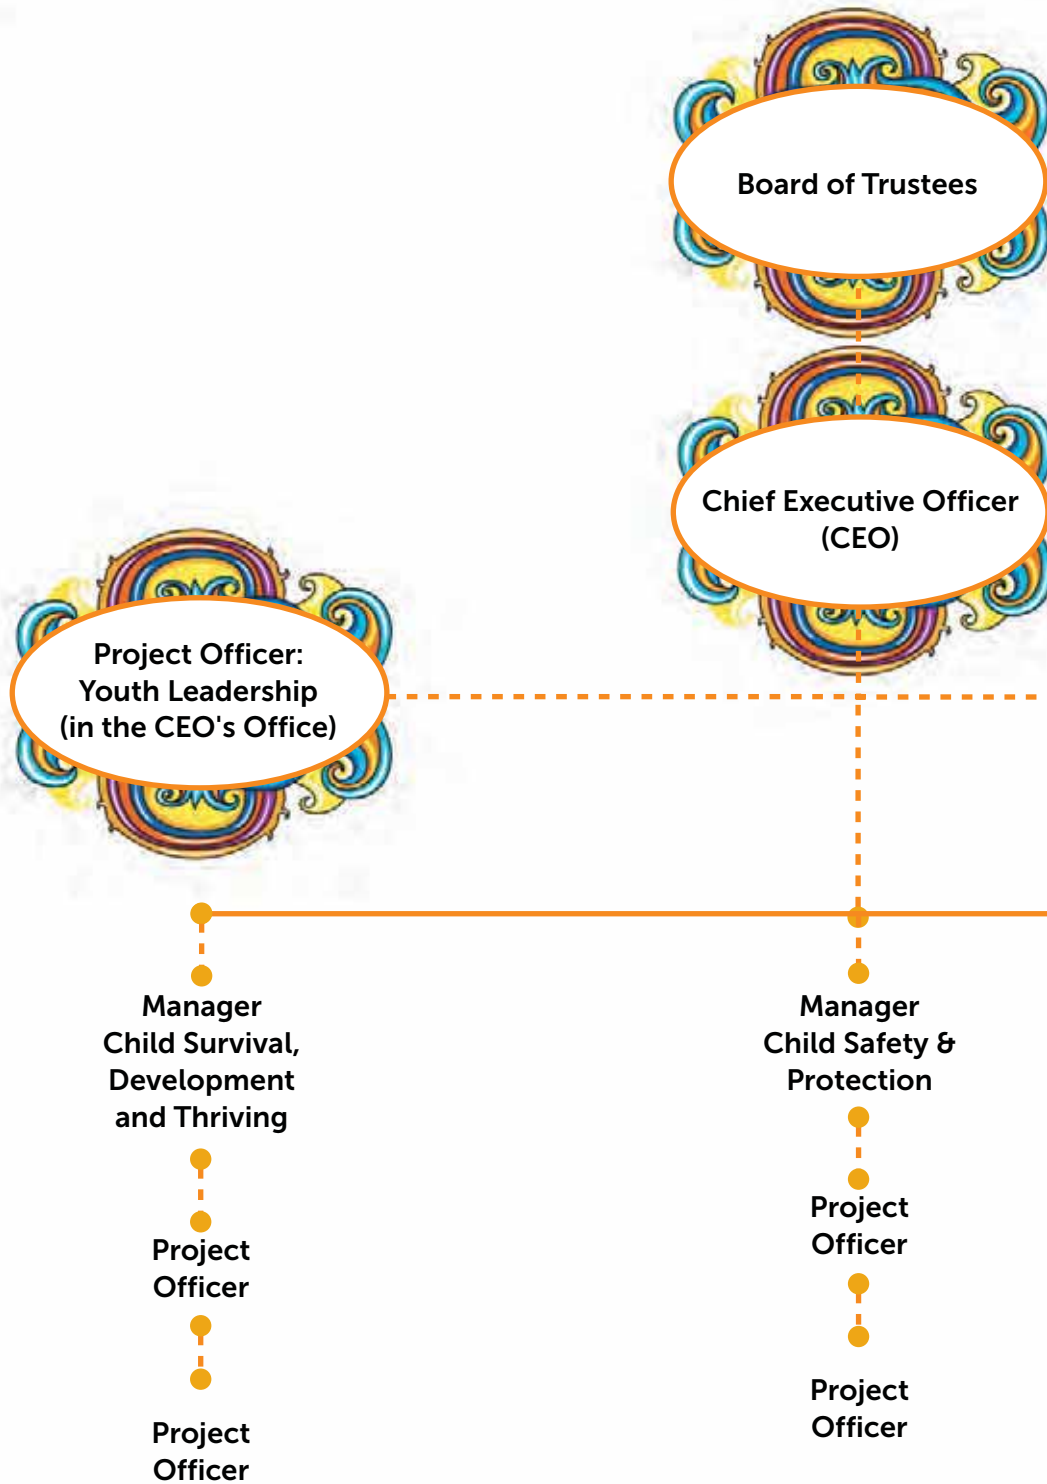 Board of Trustees
Chief Executive Officer
(CEO)
Project Officer:
Youth Leadership
(in the CEO's Office)
Manager
Child Survival,
Development
and Thriving
Project
Officer
Project
Officer
Manager
Child Safety &
Protection
Project
Officer
Project
Officer